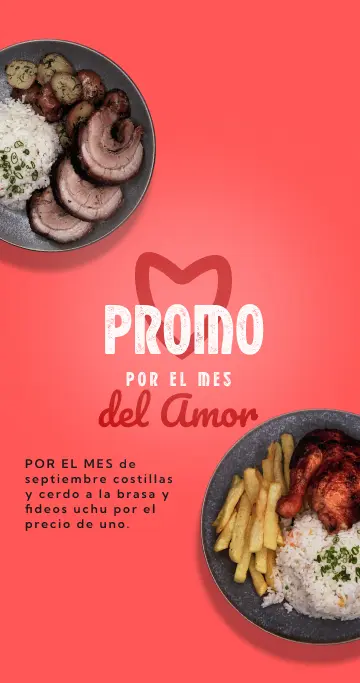 PROMO
POR EL MES
del Amor
POR EL MES de
septiembre costillas
y cerdo a la brasa y
fideos uchu por el
precio de uno.